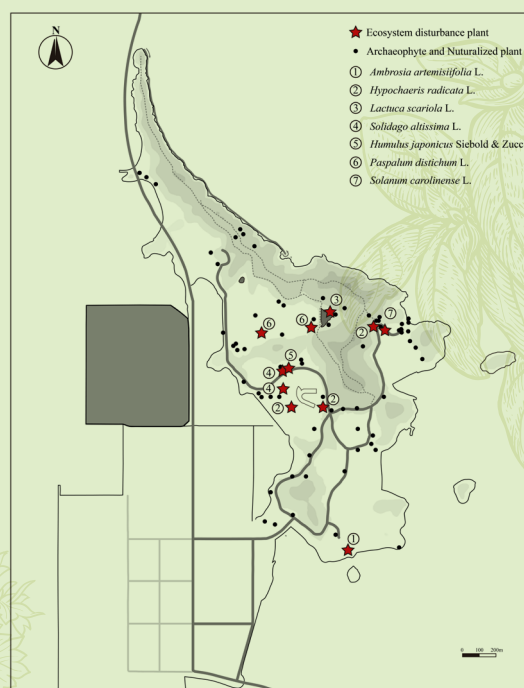 N
Ecosystem disturbance plant
Archaeophyte and Nuturalized plant
① Ambrosia artemisiifolia L.
② Hypochaeris radicata L.
③ Lactuca scariola L.
④ Solidago altissima L.
⑤ Humulus japonicus Siebold & Zucc
⑥ Paspalum distichum L.
⑦ Solanum carolinense L.
③
⑦
⑥
⑥
②
⑤
④
④
②
②
①
0 100 200m